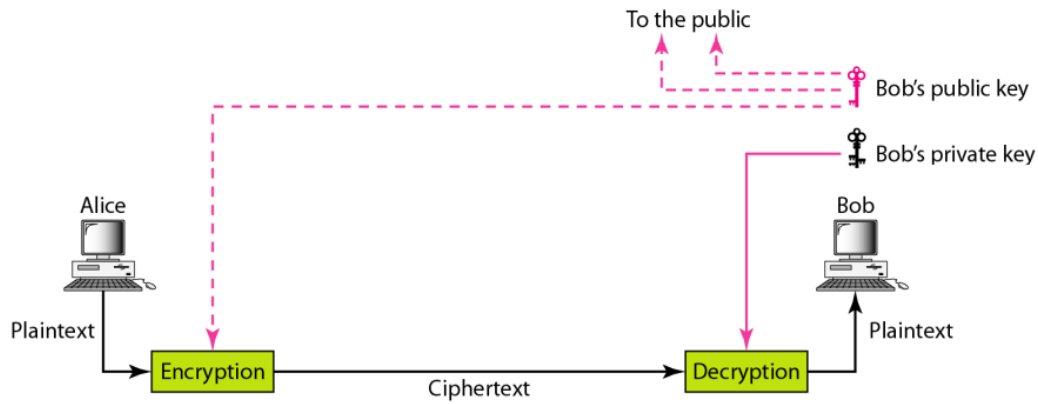 To the public
Bob's public key
Bob's private key
Alice
Bob
Plaintext
Plaintext
Encryption
Decryption
Ciphertext